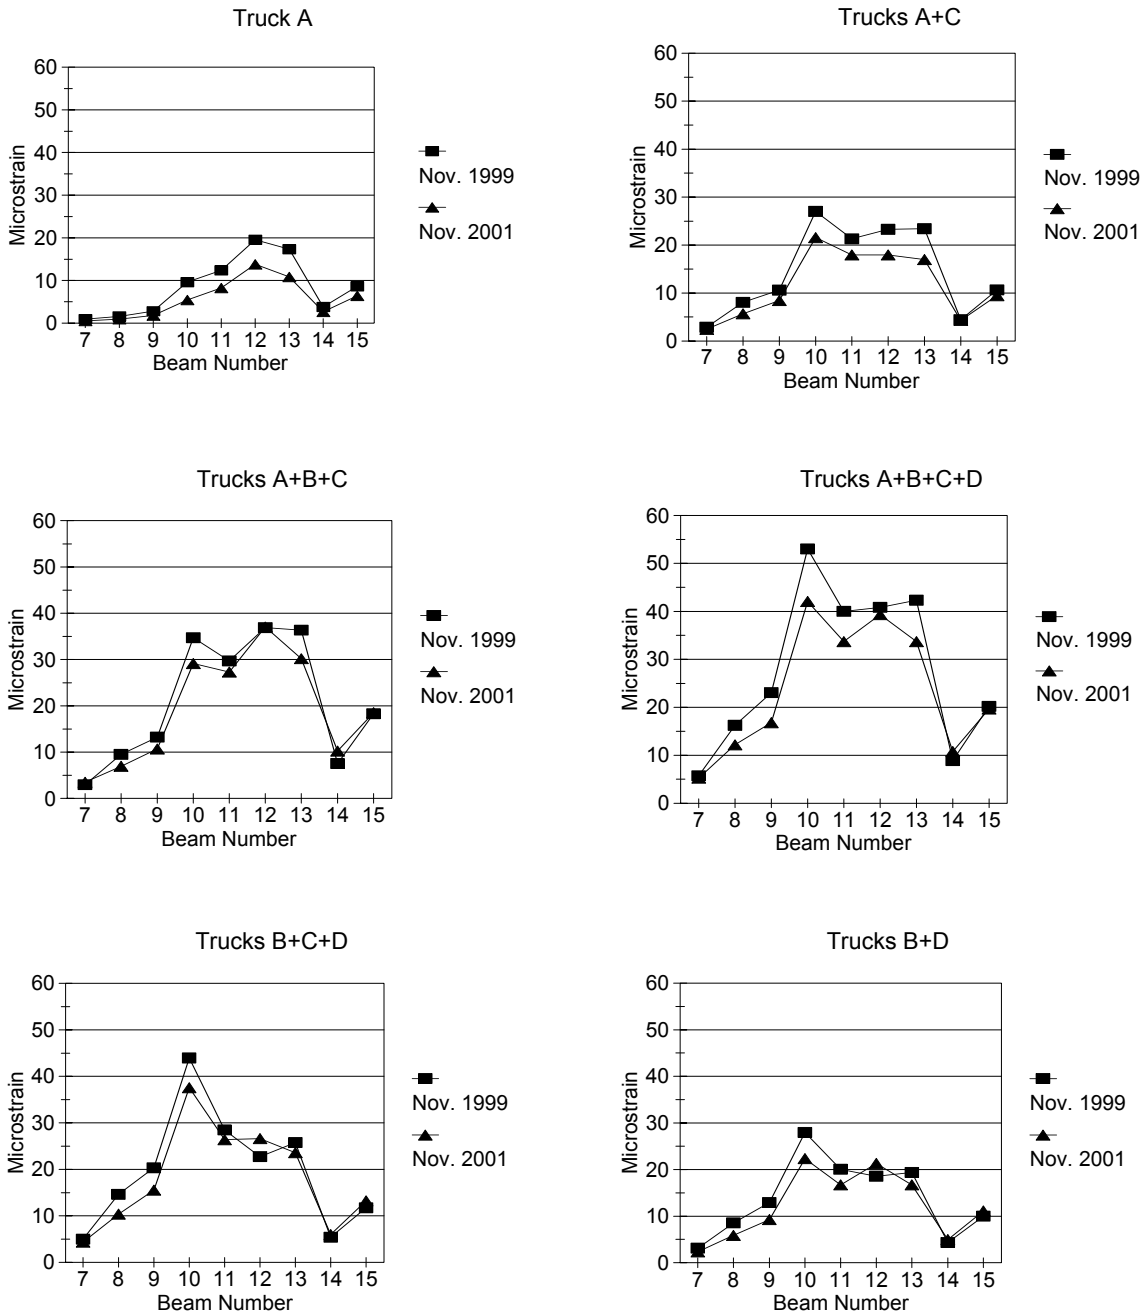 Truck A
60
50
40
30
20
10
0
Microstrain
7 8 9 10 11 12 13 14 15
Beam Number
Nov. 1999
Nov. 2001
Trucks A+C
60
50
40
30
20
10
0
Microstrain
7 8 9 10 11 12 13 14 15
Beam Number
Nov. 1999
Nov. 2001
Trucks A+B+C
60
50
40
30
20
10
0
Microstrain
7 8 9 10 11 12 13 14 15
Beam Number
Nov. 1999
Nov. 2001
Trucks A+B+C+D
60
50
40
30
20
10
0
Microstrain
7 8 9 10 11 12 13 14 15
Beam Number
Nov. 1999
Nov. 2001
Trucks B+C+D
60
50
40
30
20
10
0
Microstrain
7 8 9 10 11 12 13 14 15
Beam Number
Nov. 1999
Nov. 2001
Trucks B+D
60
50
40
30
20
10
0
Microstrain
7 8 9 10 11 12 13 14 15
Beam Number
Nov. 1999
Nov. 2001